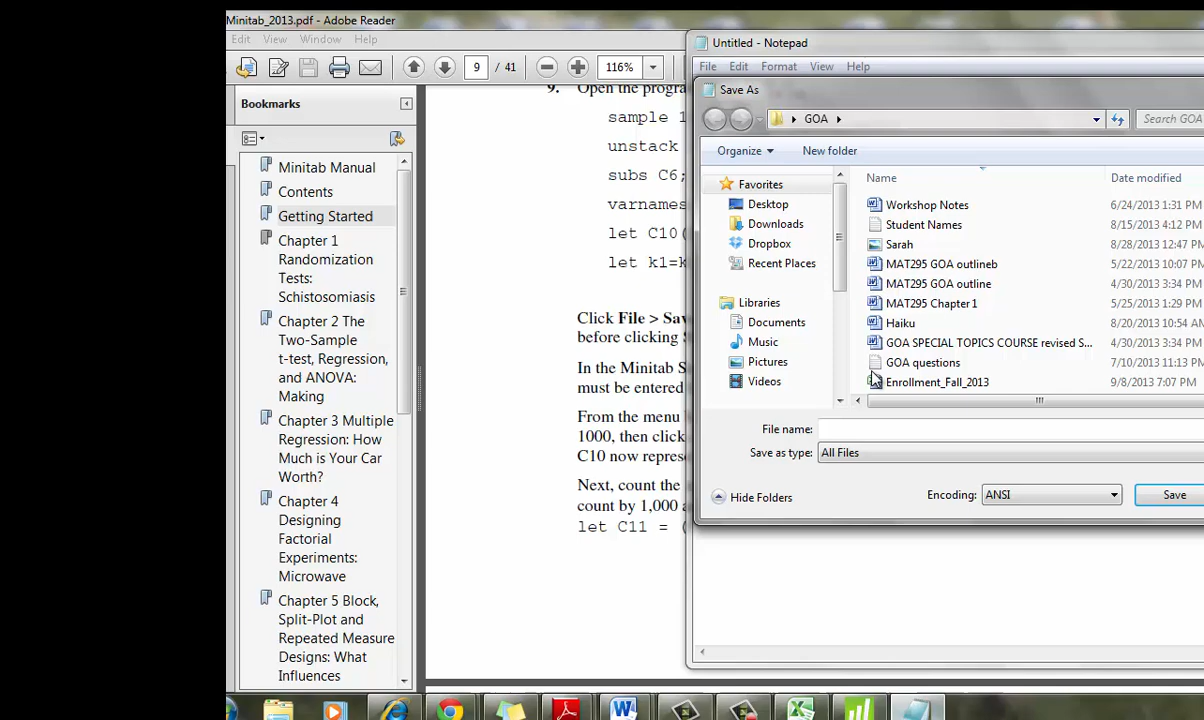 Minitab_2013.pdf - Adobe Reader
Edit View Window Help
9 / 41 116%
Bookmarks
Minitab Manual
Contents
Getting Started
Chapter 1
Randomization
Tests:
Schistosomiasis
Chapter 2 The
Two-Sample
t-test, Regression,
and ANOVA:
Making
Chapter 3 Multiple
Regression: How
Much is Your Car
Worth?
Chapter 4
Designing
Factorial
Experiments:
Microwave
Chapter 5 Block,
Split-Plot and
Repeated Measure
Designs: What
Influences
9. Open the progra
sample 1
unstack
subs C6;
varnames
let C10(
let k1=k
Click File > Sav
before clicking S
In the Minitab S
must be entered
From the menu
1000, then click
C10 now repres
Next, count the
count by 1,000 a
let C11 = (
Untitled - Notepad
File Edit Format View Help
Save As
GOA
Search GOA
Organize New folder
Favorites
Desktop
Downloads
Dropbox
Recent Places
Libraries
Documents
Music
Pictures
Videos
Name Date modified
Workshop Notes 6/24/2013 1:31 PM
Student Names 8/15/2013 4:12 PM
Sarah 8/28/2013 12:47 PM
MAT295 GOA outlineb 5/22/2013 10:07 PM
MAT295 GOA outline 4/30/2013 3:34 PM
MAT295 Chapter 1 5/25/2013 1:29 PM
Haiku 8/20/2013 10:54 AM
GOA SPECIAL TOPICS COURSE revised S... 4/30/2013 3:34 PM
GOA questions 7/10/2013 11:13 PM
Enrollment_Fall_2013 9/8/2013 7:07 PM
File name:
Save as type: All Files
Hide Folders
Encoding: ANSI
Save